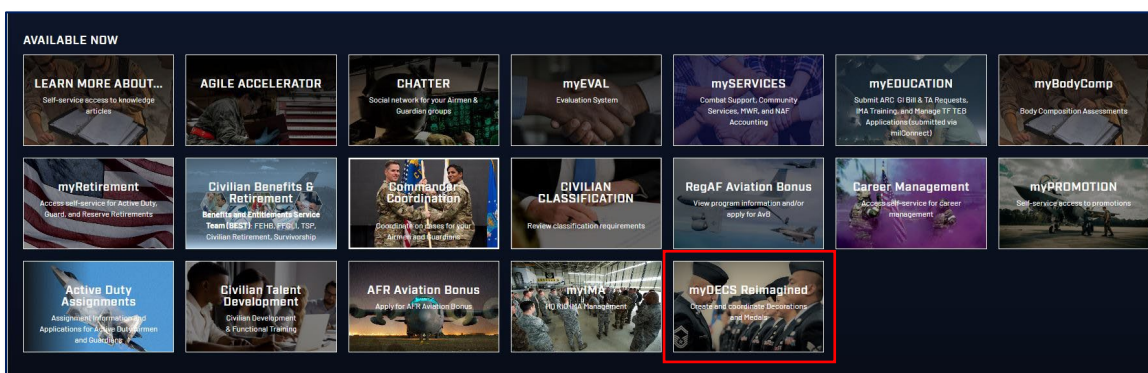 AVAILABLE NOW
LEARN MORE ABOUT...
Self-service access to knowledge
articles
AGILE ACCELERATOR
CHATTER
Social network for your Airmen &
Guardian groups
myEVAL
Evaluation System
mySERVICES
Combat Support, Community
Services, MWR, and NAF
Accounting
myEDUCATION
Submit ARC GI Bill & TA Requests,
IMA Training, and Manage TF TEB
Applications (submitted via
milConnect)
myBodyComp
Body Composition Assessments
myRetirement
Access self-service for Active Duty,
Guard, and Reserve Retirements
Civilian Benefits &
Retirement
Benefits and Entitlements Service
Team (BEST): FEHB, FEGLI, TSP,
Civilian Retirement, Survivorship
Commander
Coordination
Coordinate on cases for your
Airmen and Guardians
CIVILIAN
CLASSIFICATION
Review classification requirements
RegAF Aviation Bonus
View program information and/or
apply for AvB
Career Management
Access self-service for career
management
myPROMOTION
Self-service access to promotions
Active Duty
Assignments
Assignment Information and
Applications for Active Duty Airmen
and Guardians
Civilian Talent
Development
Civilian Development
& Functional Training
AFR Aviation Bonus
Apply for AFR Aviation Bonus
myIMA
HQ RIO IMA Management
myDECS Reimagined
Create and coordinate Decorations
and Medals